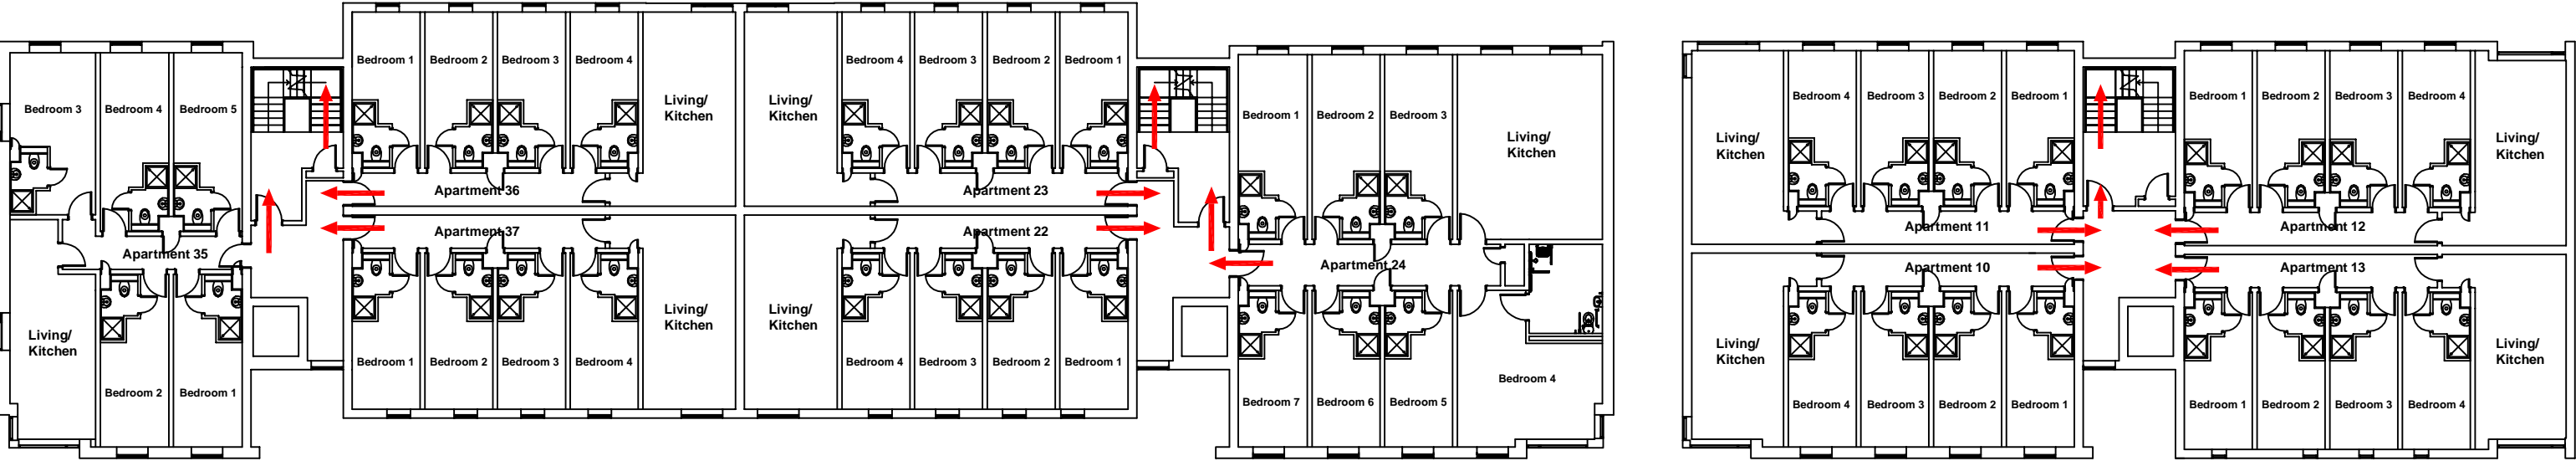 Bedroom 1
Bedroom 2
Bedroom 3
Bedroom 4
Living/
Kitchen
Living/
Kitchen
Bedroom 4
Bedroom 3
Bedroom 2
Bedroom 1
Bedroom 3
Bedroom 4
Bedroom 5
Bedroom 1
Bedroom 2
Bedroom 3
Living/
Kitchen
Apartment 36
Apartment 23
Apartment 37
Apartment 22
Apartment 35
Apartment 24
Living/
Kitchen
Living/
Kitchen
Living/
Kitchen
Bedroom 1
Bedroom 2
Bedroom 3
Bedroom 4
Bedroom 4
Bedroom 3
Bedroom 2
Bedroom 1
Bedroom 2
Bedroom 1
Bedroom 7
Bedroom 6
Bedroom 5
Bedroom 4
Living/
Kitchen
Bedroom 4
Bedroom 3
Bedroom 2
Bedroom 1
Bedroom 1
Bedroom 2
Bedroom 3
Bedroom 4
Living/
Kitchen
Apartment 11
Apartment 12
Apartment 10
Apartment 13
Living/
Kitchen
Living/
Kitchen
Bedroom 4
Bedroom 3
Bedroom 2
Bedroom 1
Bedroom 1
Bedroom 2
Bedroom 3
Bedroom 4